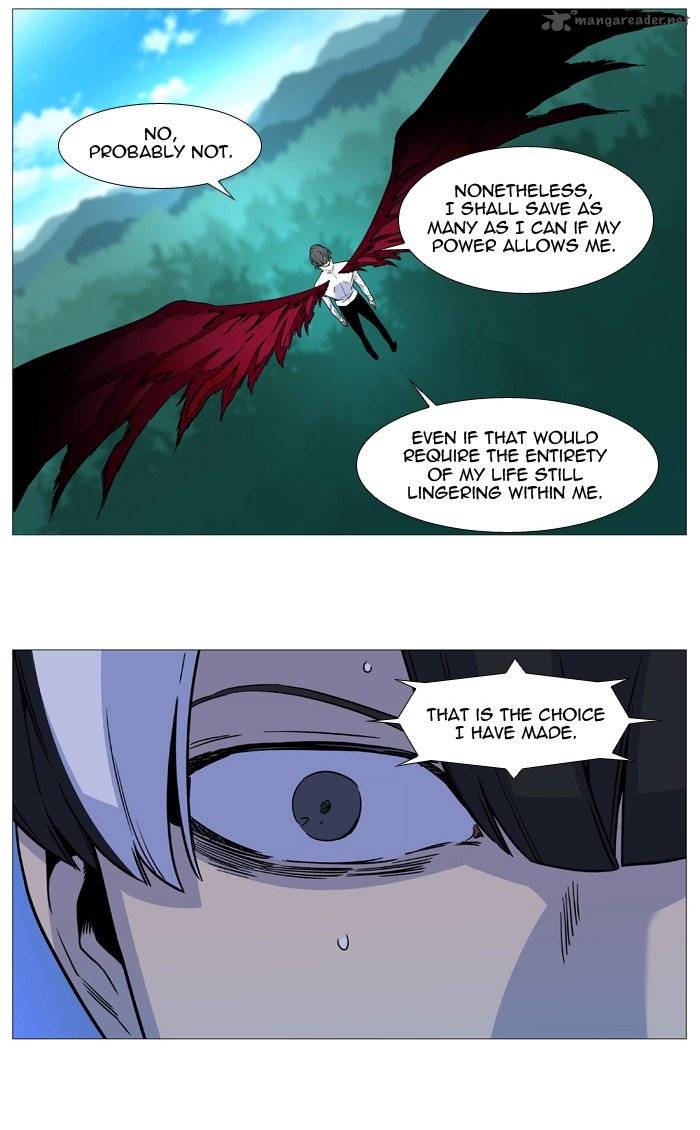 mangareader.net
NO,
PROBABLY NOT.
NONETHELESS,
I SHALL SAVE AS
MANY AS I CAN IF MY
POWER ALLOWS ME.
EVEN IF THAT WOULD
REQUIRE THE ENTIRETY
OF MY LIFE STILL
LINGERING WITHIN ME.
THAT IS THE CHOICE
I HAVE MADE.